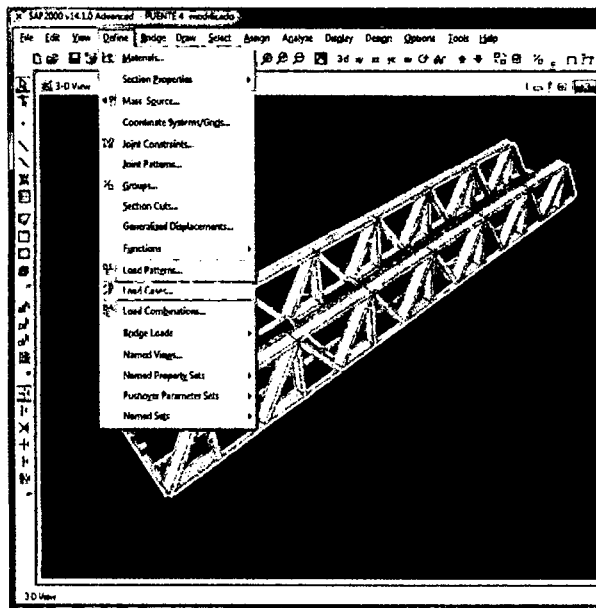 SAP2000 v14.1.0 Advanced - PUENTE 4 modificado
File Edit View Define Bridge Draw Select Assign Analyze Display Design Options Tools Help
3-D View
Materials...
Section Properties
Mass Source...
Coordinate Systems/Grids...
Joint Constraints...
Joint Patterns...
Groups...
Section Cuts...
Generalized Displacements...
Functions
Load Patterns...
Load Cases...
Load Combinations...
Bridge Loads
Named Views...
Named Property Sets
Pushover Parameter Sets
Named Sets
3-D View